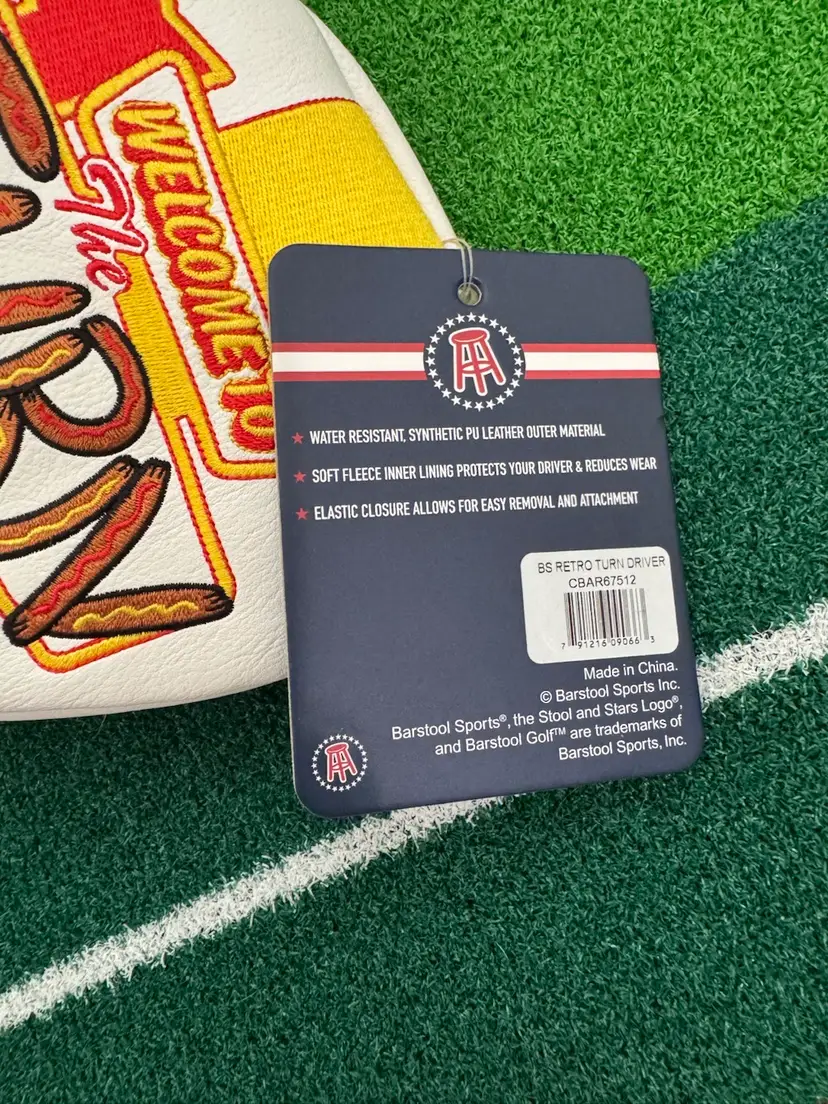 WELCOME TO
The
TURN
WATER RESISTANT, SYNTHETIC PU LEATHER OUTER MATERIAL
SOFT FLEECE INNER LINING PROTECTS YOUR DRIVER & REDUCES WEAR
ELASTIC CLOSURE ALLOWS FOR EASY REMOVAL AND ATTACHMENT
BS RETRO TURN DRIVER
CBAR67512
7 91216 09066 3
Made in China.
© Barstool Sports Inc.
Barstool Sports®, the Stool and Stars Logo®,
and Barstool Golf™ are trademarks of
Barstool Sports, Inc.